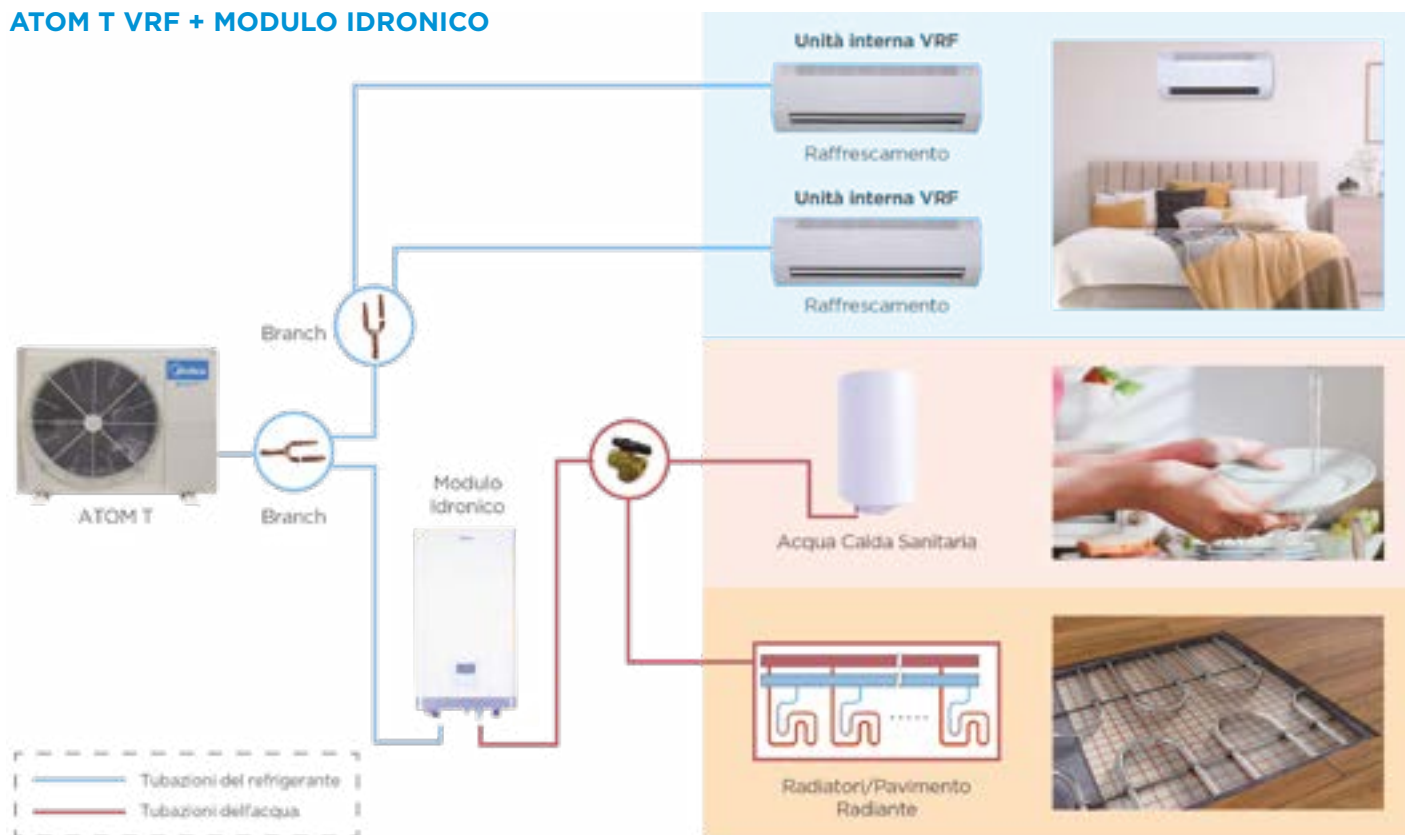 ATOM T VRF + MODULO IDRONICO
Unità interna VRF
Raffrescamento
Unità interna VRF
Raffrescamento
Branch
Midea
ATOM T
Branch
Modulo
Idronico
Acqua Calda Sanitaria
Radiatori/Pavimento
Radiante
Tubazioni del refrigerante
Tubazioni dell'acqua